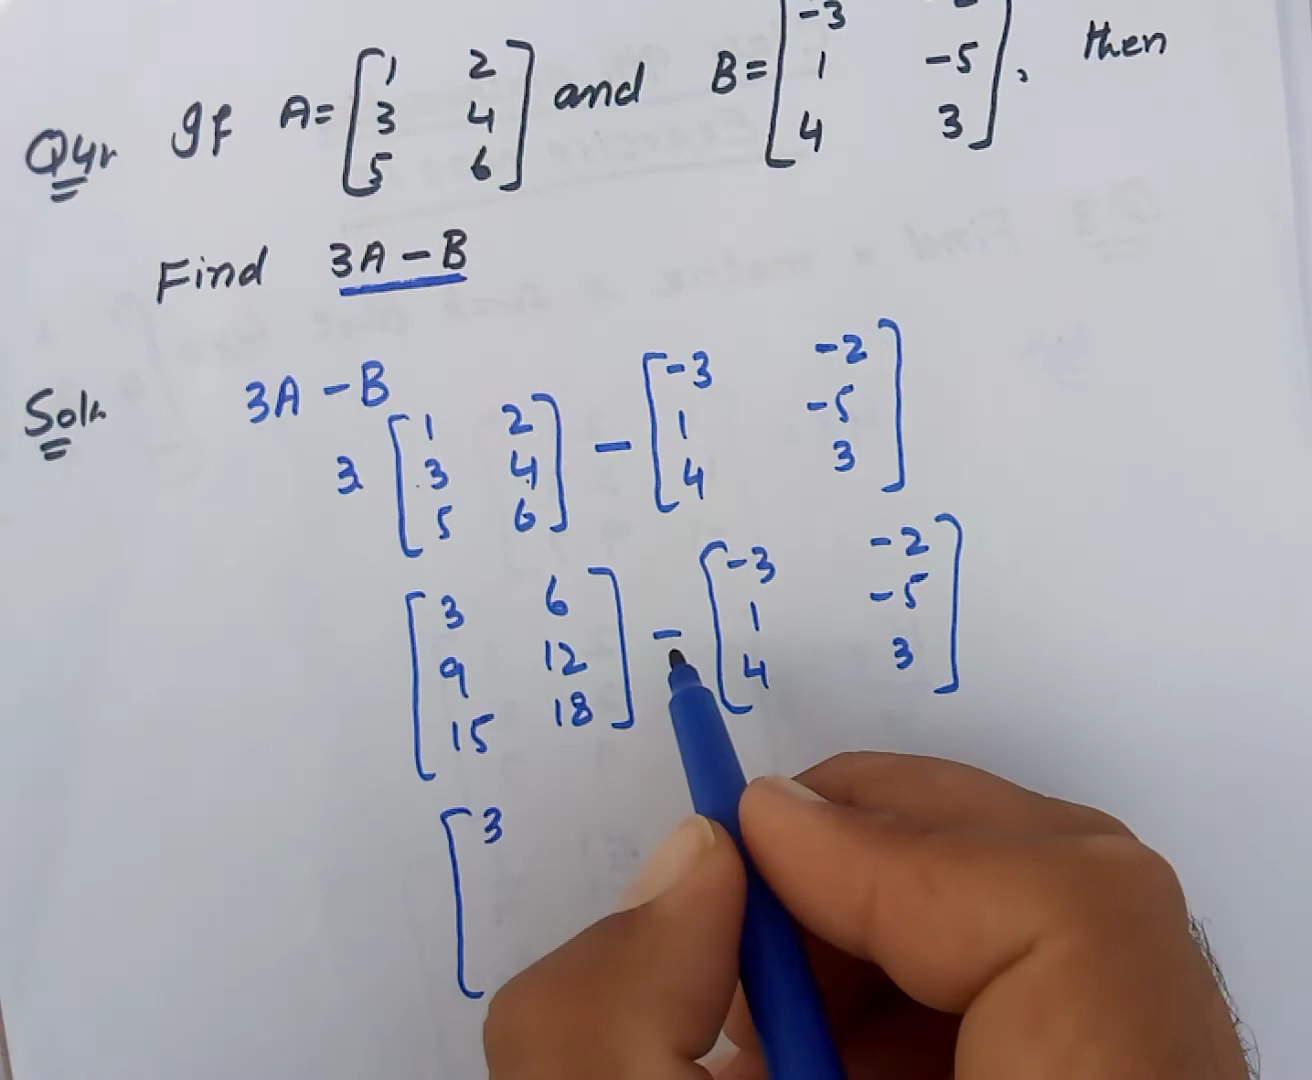 Q4r If A= [1 2 3 4 5 6] and B= [-3 1 -5 4 3], then
Find 3A - B
Soln 3A - B
3 [1 2 3 4 5 6] - [-3 -2 1 -5 4 3]
[3 6 9 12 15 18] - [-3 -2 1 -5 4 3]
[3